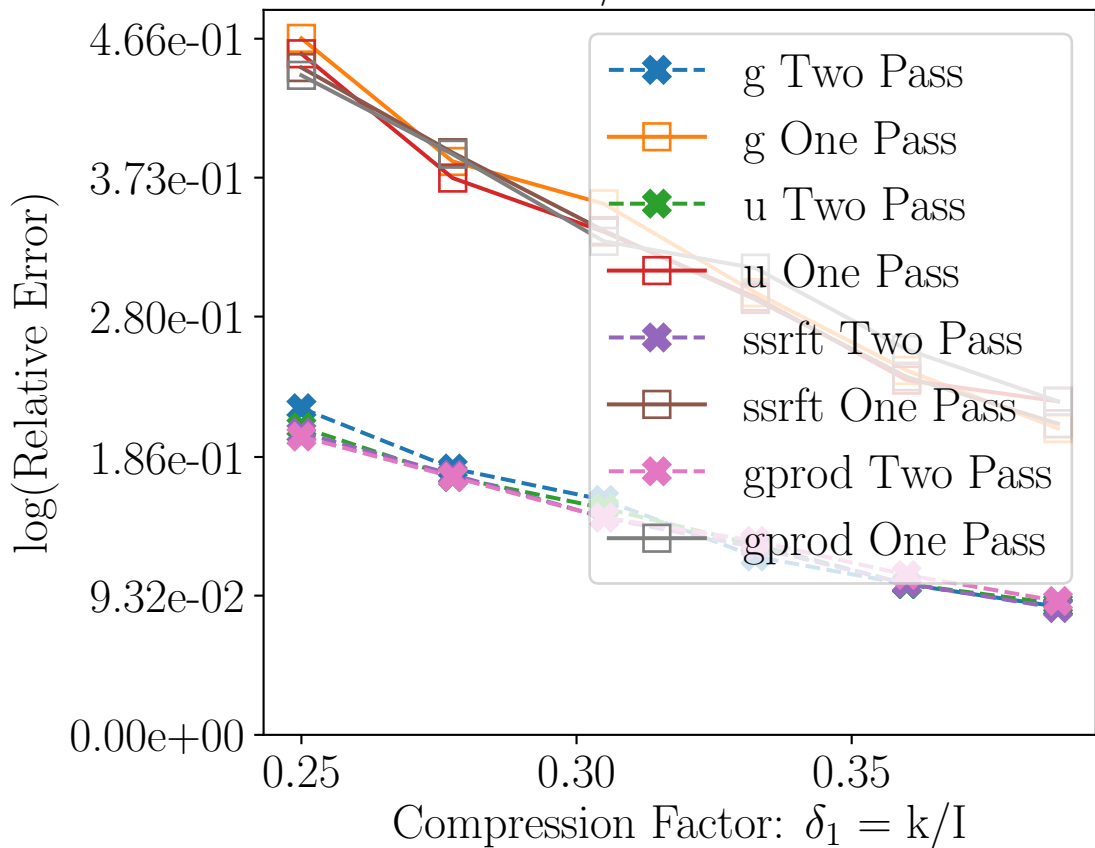 4.66e-01
3.73e-01
2.80e-01
1.86e-01
9.32e-02
0.00e+00
log(Relative Error)
g Two Pass
g One Pass
u Two Pass
u One Pass
ssrft Two Pass
ssrft One Pass
gprod Two Pass
gprod One Pass
0.25 0.30 0.35
Compression Factor: δ₁ = k/I